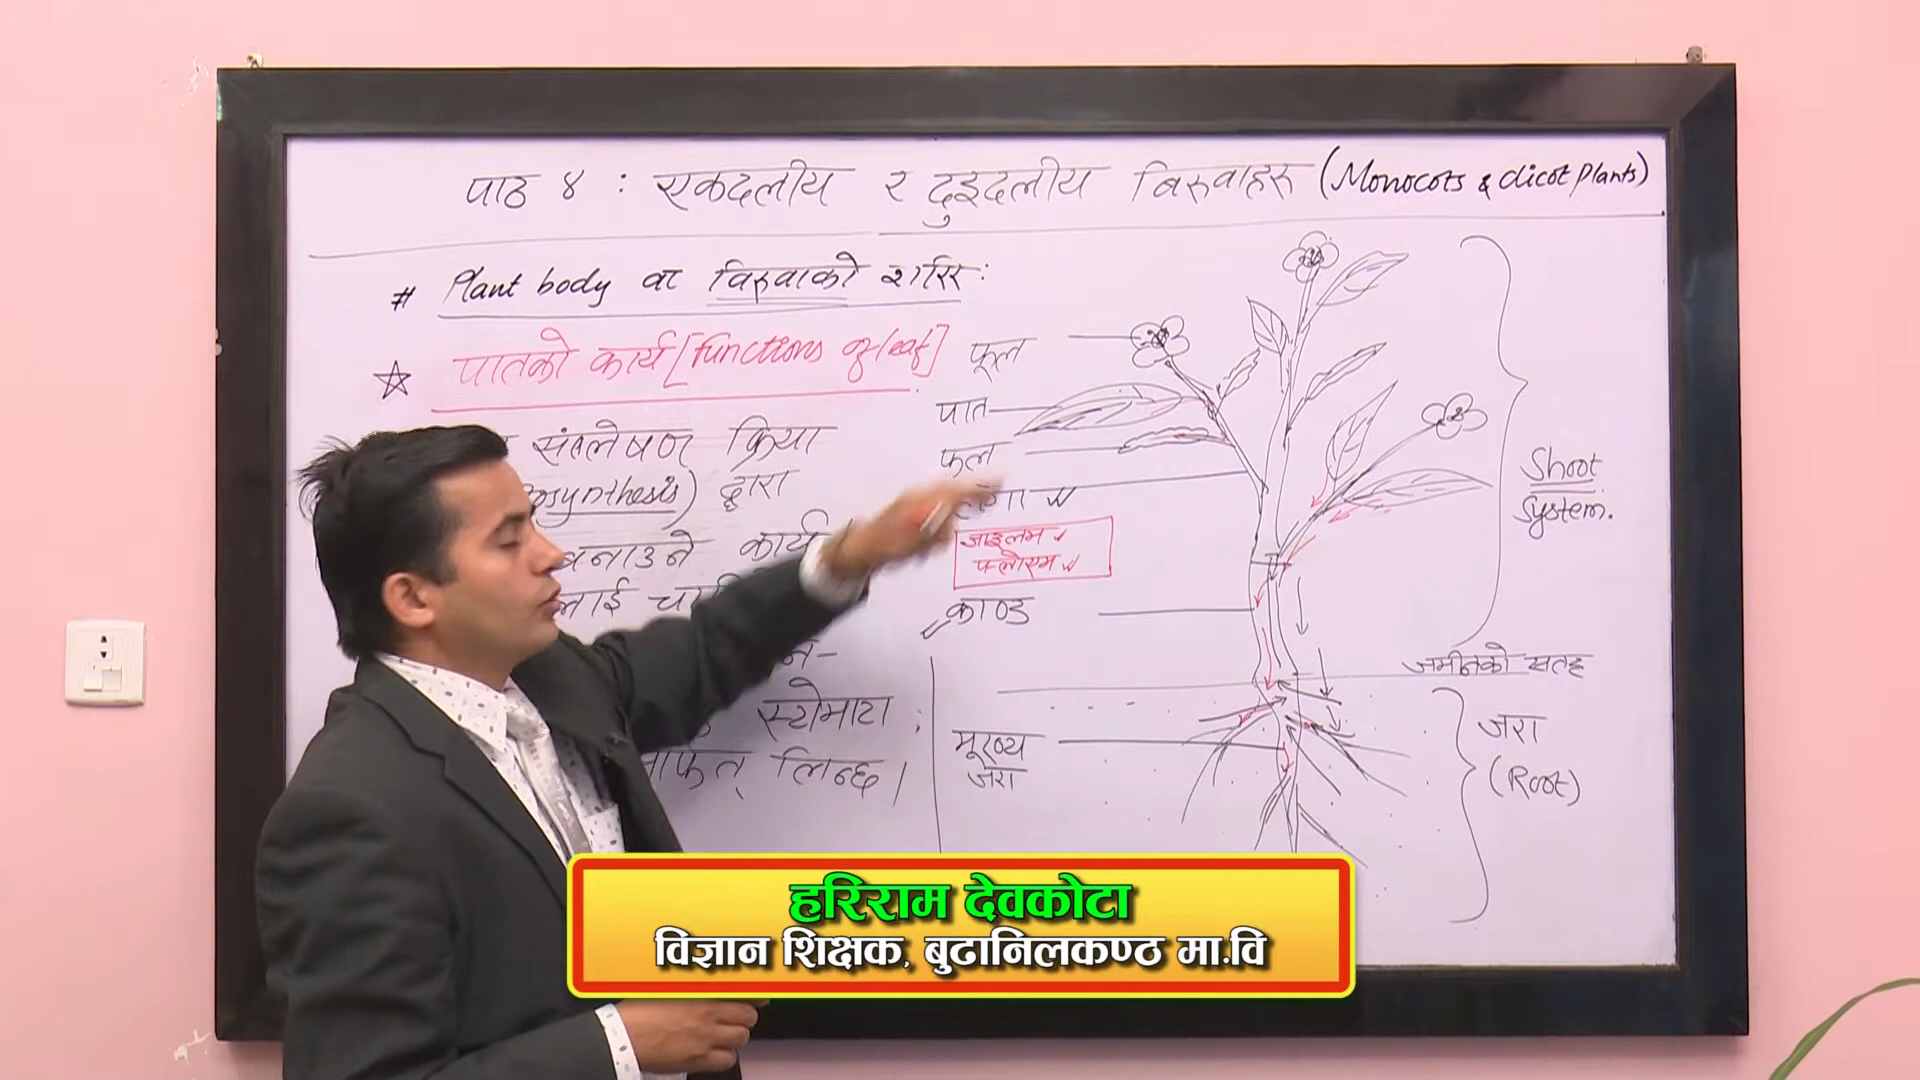 पाठ ४ : एकदलीय र दुइदलीय बिरुवाहरु (Monocots & dicot plants)
# Plant body वा विरुवाको शरिर:
पातको कार्य [functions of leaf]
संश्लेषण क्रिया
osynthesis) द्वारा
बनाउने कार्य
लाई
स्टोमाटा
लिन्छ।
फूल
पात
फल
जाइलम ✓
फ्लोएम ✓
काण्ड
मूख्य
जरा
Shoot
System.
जमीनको सतह
जरा
(Root)
हरिराम देवकोटा
विज्ञान शिक्षक, बुढानिलकण्ठ मा.वि